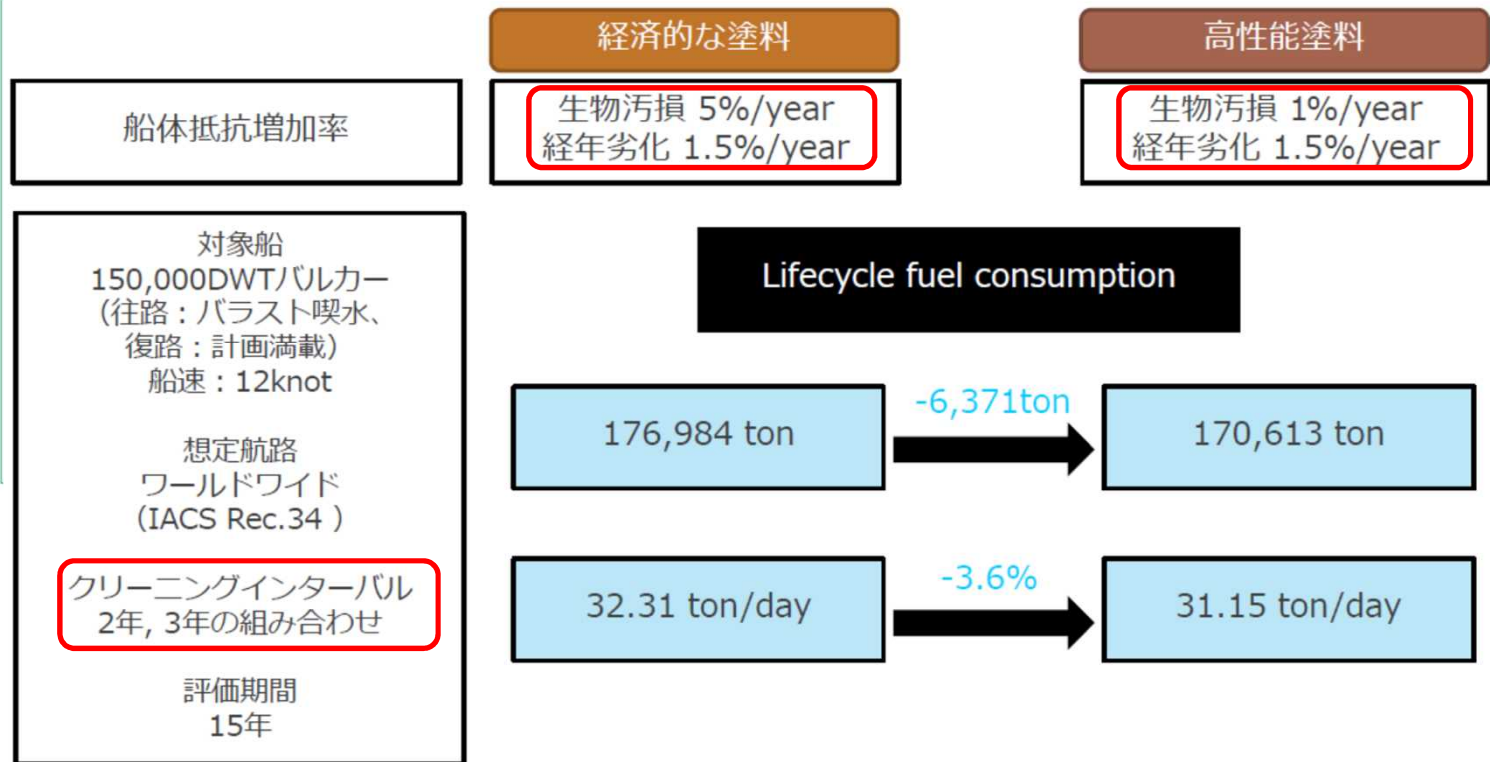 経済的な塗料
高性能塗料
船体抵抗増加率
生物汚損 5%/year
経年劣化 1.5%/year
生物汚損 1%/year
経年劣化 1.5%/year
対象船
150,000DWTバルカー
(往路:バラスト喫水、
復路:計画満載)
船速:12knot
想定航路
ワールドワイド
(IACS Rec.34 )
クリーニングインターバル
2年, 3年の組み合わせ
評価期間
15年
Lifecycle fuel consumption
176,984 ton
-6,371ton
170,613 ton
32.31 ton/day
-3.6%
31.15 ton/day